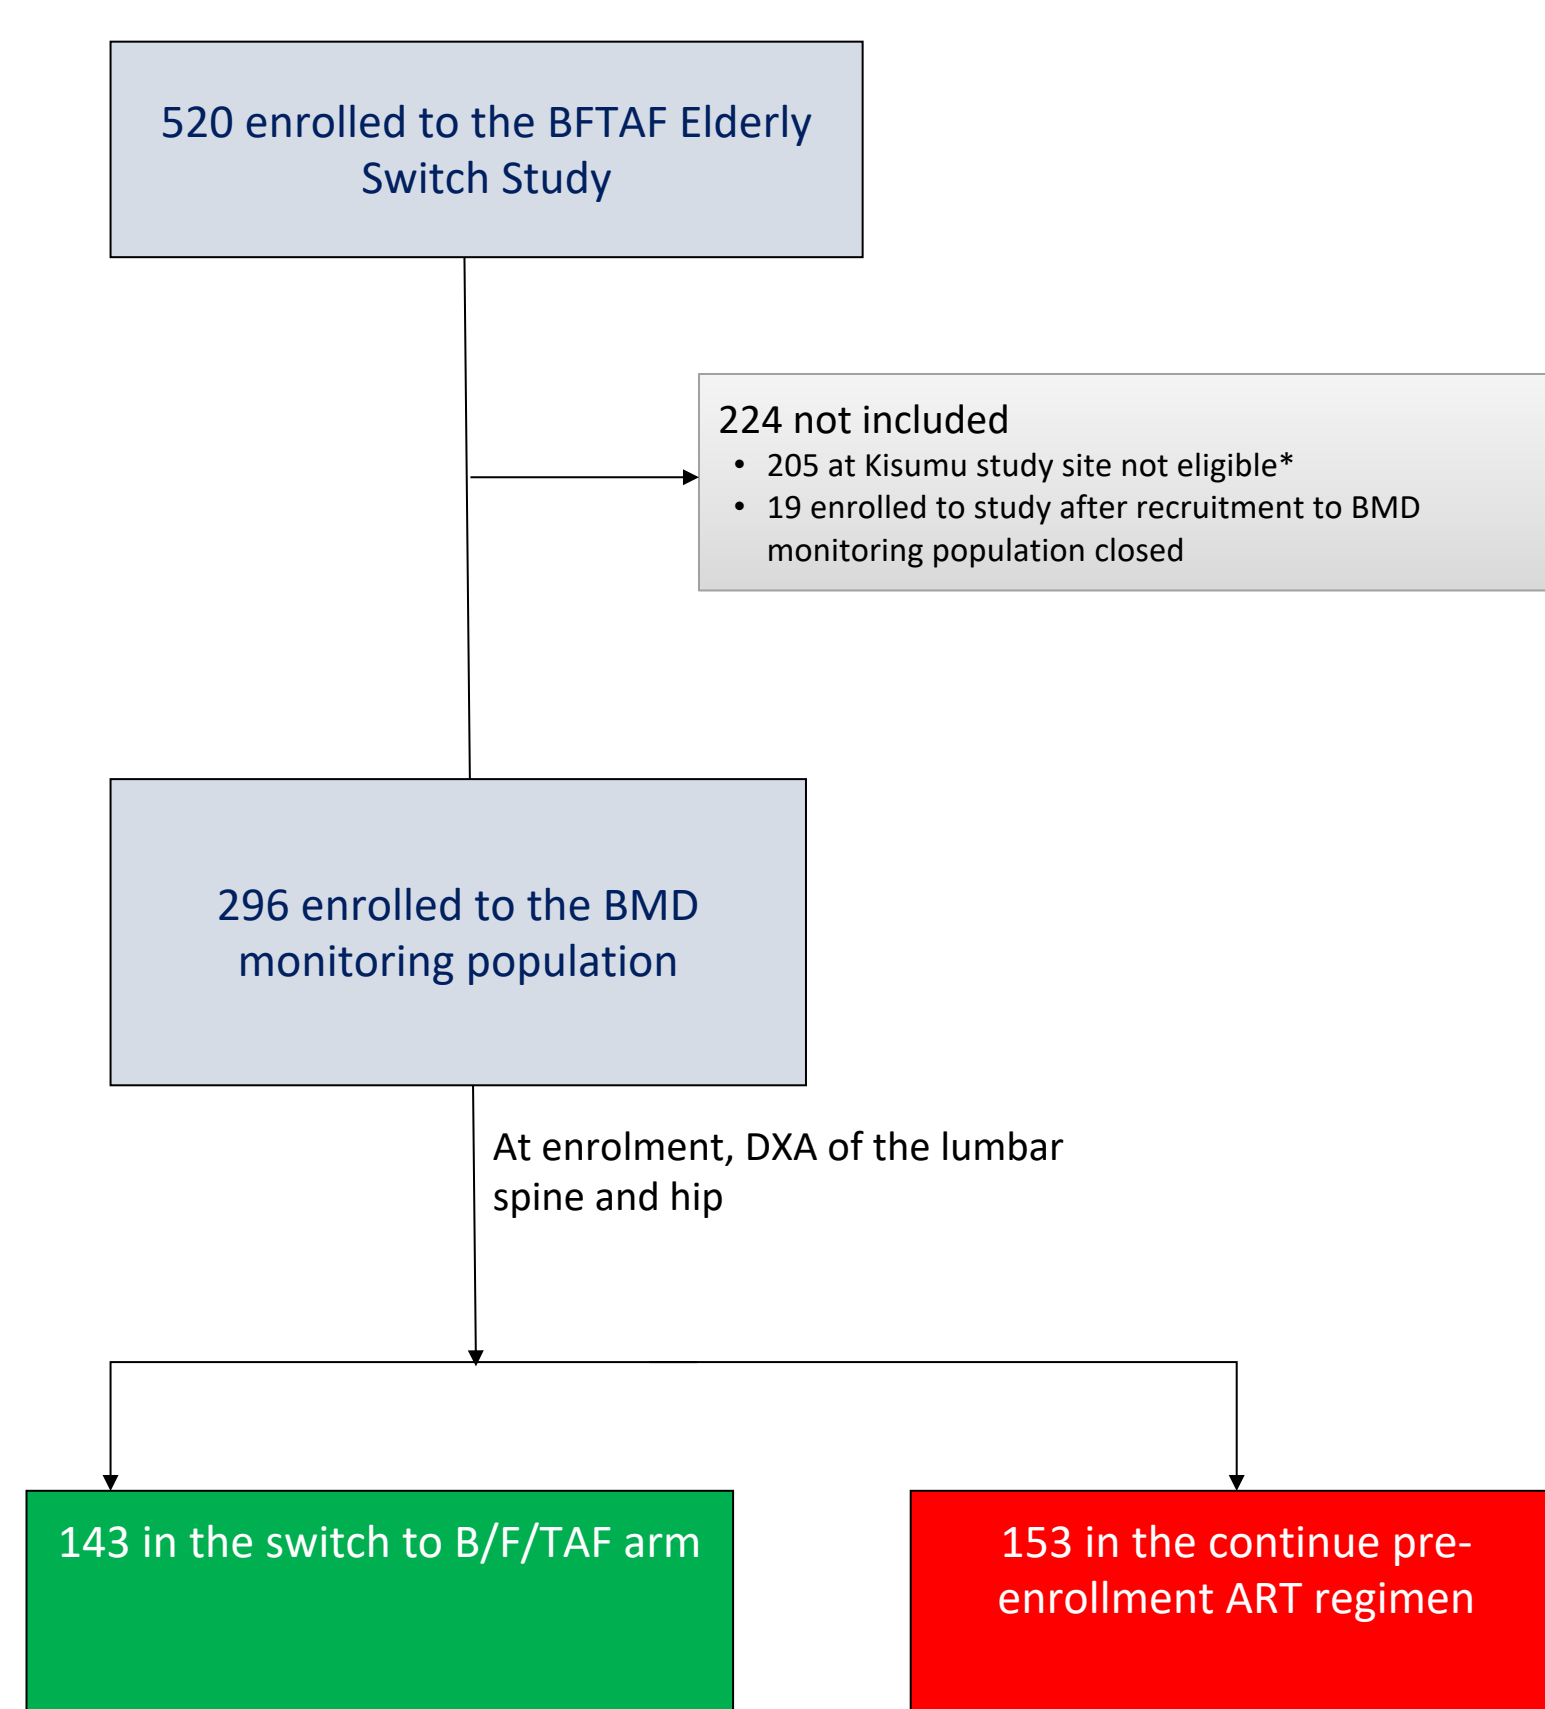 520 enrolled to the BFTAF Elderly
Switch Study
224 not included
• 205 at Kisumu study site not eligible*
• 19 enrolled to study after recruitment to BMD
monitoring population closed
296 enrolled to the BMD
monitoring population
At enrolment, DXA of the lumbar
spine and hip
143 in the switch to B/F/TAF arm
153 in the continue pre-
enrollment ART regimen